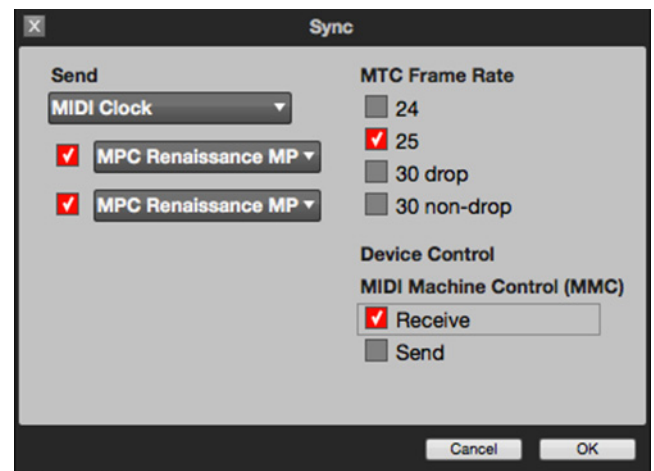 X
Sync
Send
MIDI Clock
MPC Renaissance MP
MPC Renaissance MP
MTC Frame Rate
24
25
30 drop
30 non-drop
Device Control
MIDI Machine Control (MMC)
Receive
Send
Cancel
OK